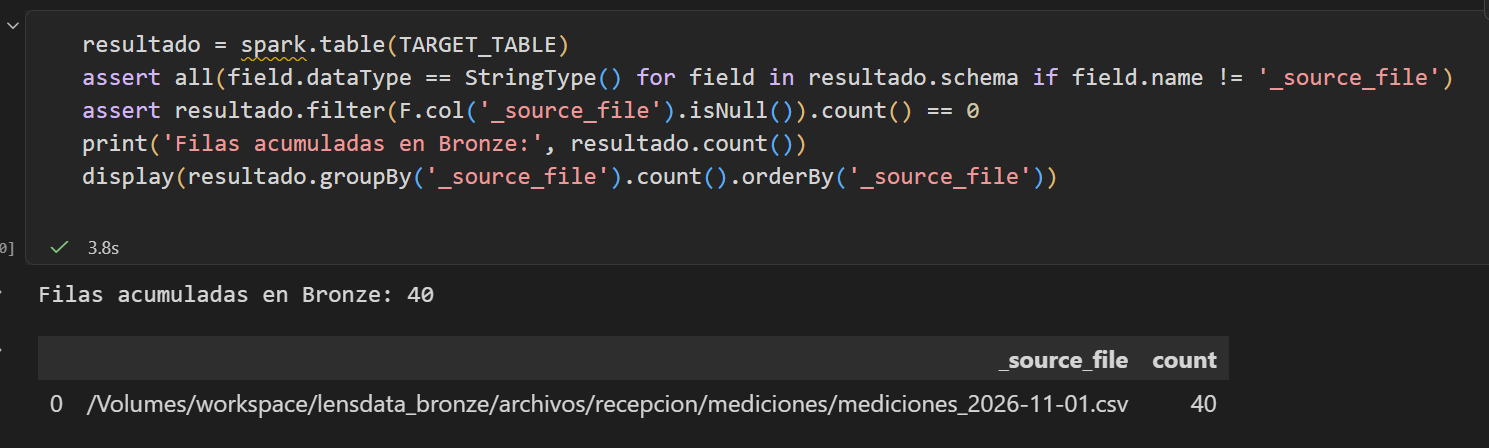 resultado = spark.table(TARGET_TABLE)
assert all(field.dataType == StringType() for field in resultado.schema if field.name != '_source_file')
assert resultado.filter(F.col('_source_file').isNull()).count() == 0
print('Filas acumuladas en Bronze:', resultado.count())
display(resultado.groupBy('_source_file').count().orderBy('_source_file'))
0] 3.8s
Filas acumuladas en Bronze: 40
_source_file count
0 /Volumes/workspace/lensdata_bronze/archivos/recepcion/mediciones/mediciones_2026-11-01.csv 40